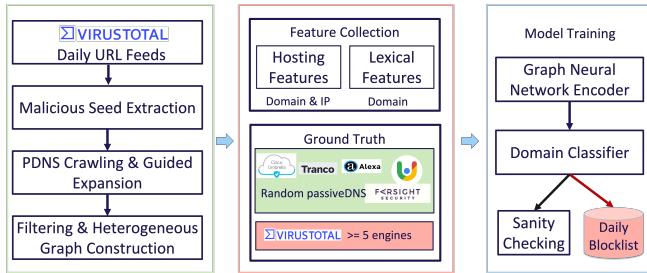 VIRUSTOTAL
Daily URL Feeds
Malicious Seed Extraction
PDNS Crawling & Guided
Expansion
Filtering & Heterogeneous
Graph Construction
Feature Collection
Hosting
Features
Lexical
Features
Domain & IP
Domain
Ground Truth
Cisco
Umbrella
Tranco
a Alexa
Random passiveDNS
FARSIGHT
SECURITY
VIRUSTOTAL >= 5 engines
Model Training
Graph Neural
Network Encoder
Domain Classifier
Sanity
Checking
Daily
Blocklist